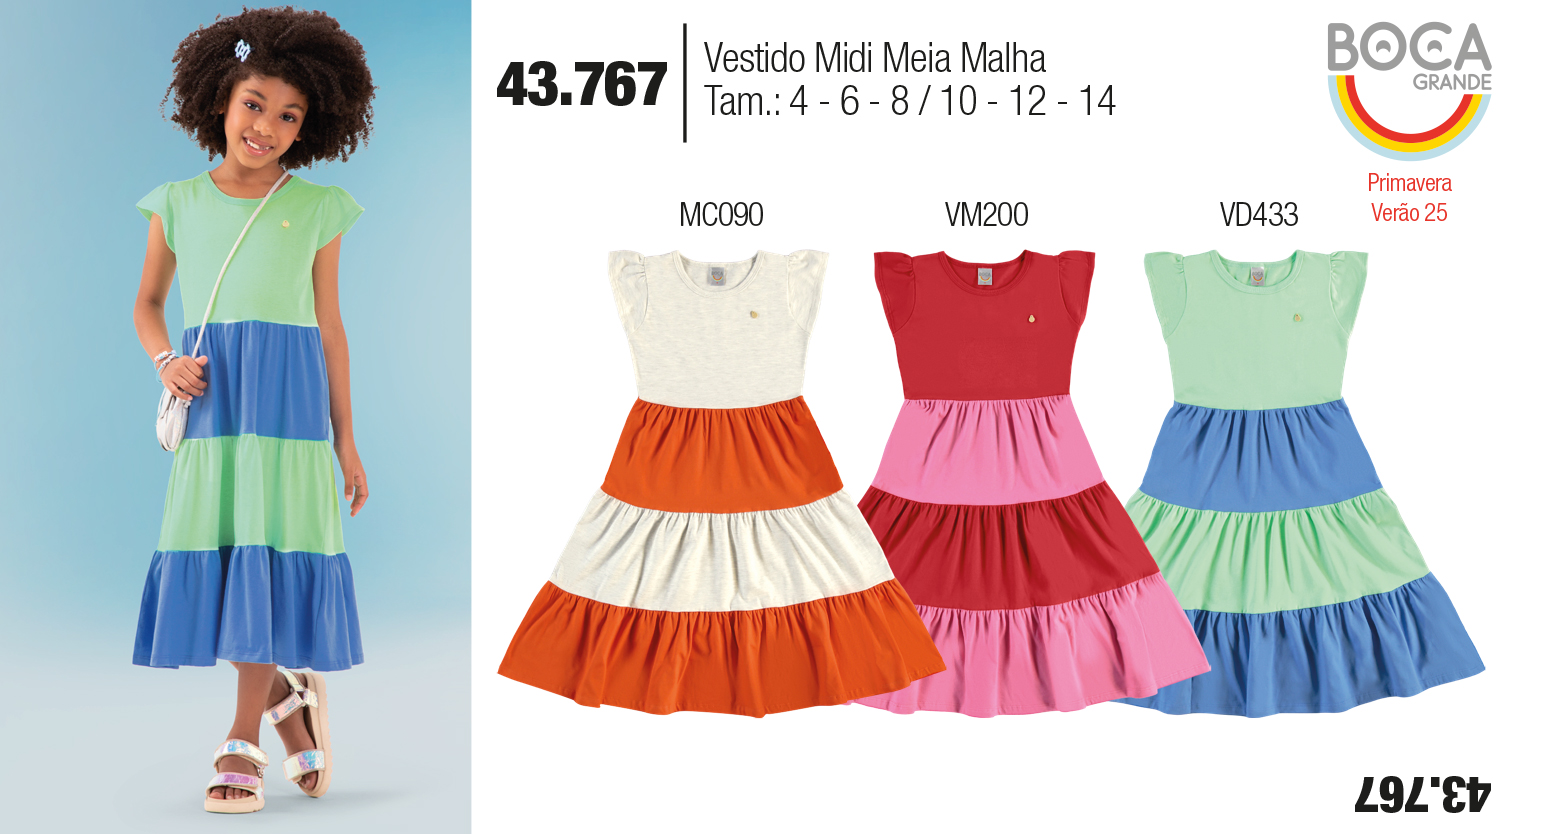 43.767
Vestido Midi Meia Malha
Tam.: 4 - 6 - 8 / 10 - 12 - 14
BOCA
GRANDE
Primavera
Verão 25
MC090
VM200
VD433
43.767